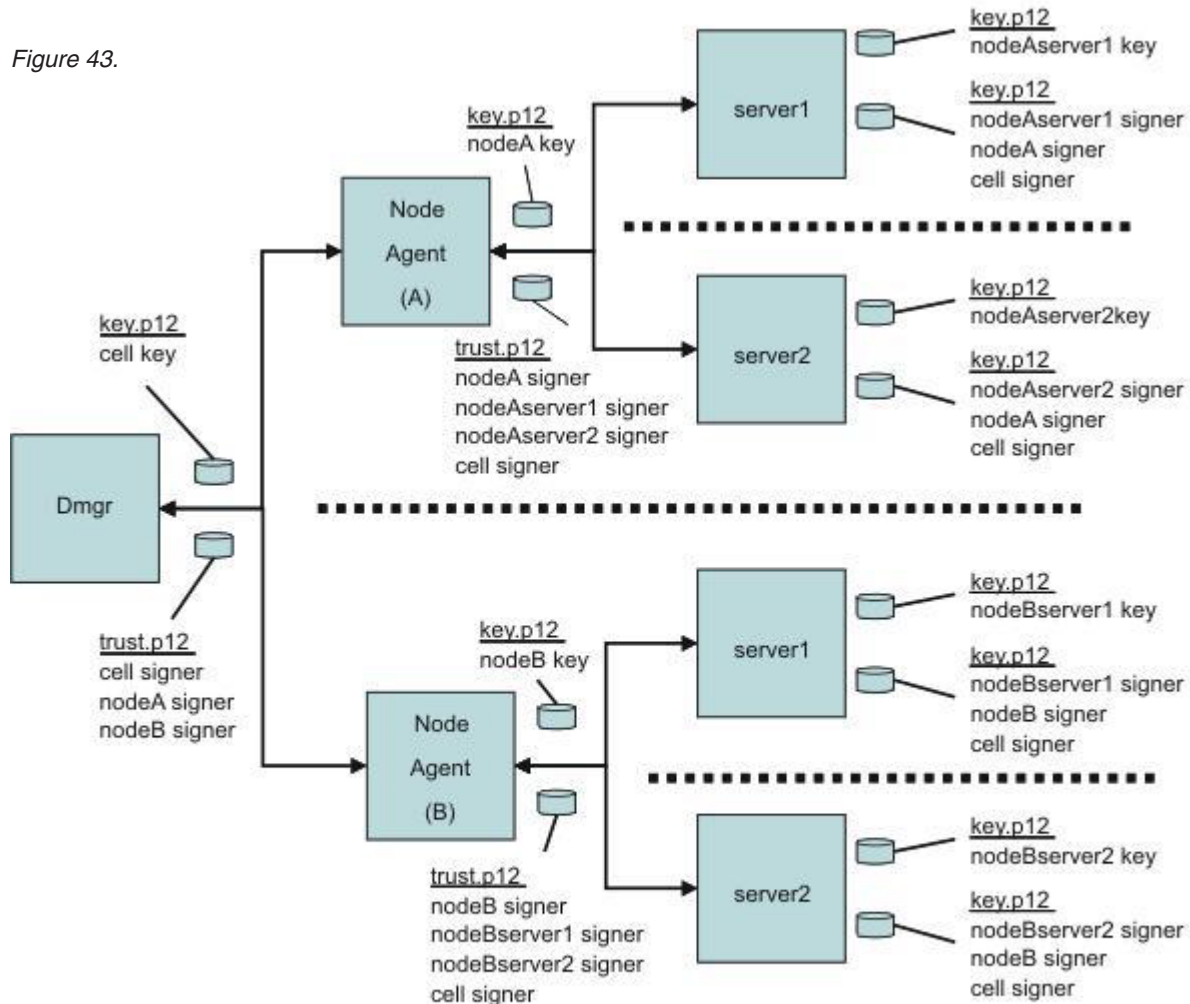 Figure 43.
key.p12
nodeAserver1 key
server1
key.p12
nodeAserver1 signer
nodeA signer
cell signer
key.p12
nodeA key
Node
Agent
(A)
trust.p12
nodeA signer
nodeAserver1 signer
nodeAserver2 signer
cell signer
key.p12
nodeAserver2key
server2
key.p12
nodeAserver2 signer
nodeA signer
cell signer
key.p12
cell key
Dmgr
trust.p12
cell signer
nodeA signer
nodeB signer
key.p12
nodeB key
Node
Agent
(B)
trust.p12
nodeB signer
nodeBserver1 signer
nodeBserver2 signer
cell signer
key.p12
nodeBserver1 key
server1
key.p12
nodeBserver1 signer
nodeB signer
cell signer
key.p12
nodeBserver2 key
server2
key.p12
nodeBserver2 signer
nodeB signer
cell signer